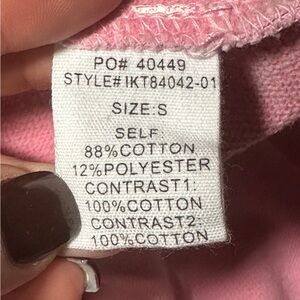 PO# 40449
STYLE#IKT84042-01
SIZE:S
SELF
88%COTTON
12%POLYESTER
CONTRAST1:
100%COTTON
CONTRAST2:
100%COTTON